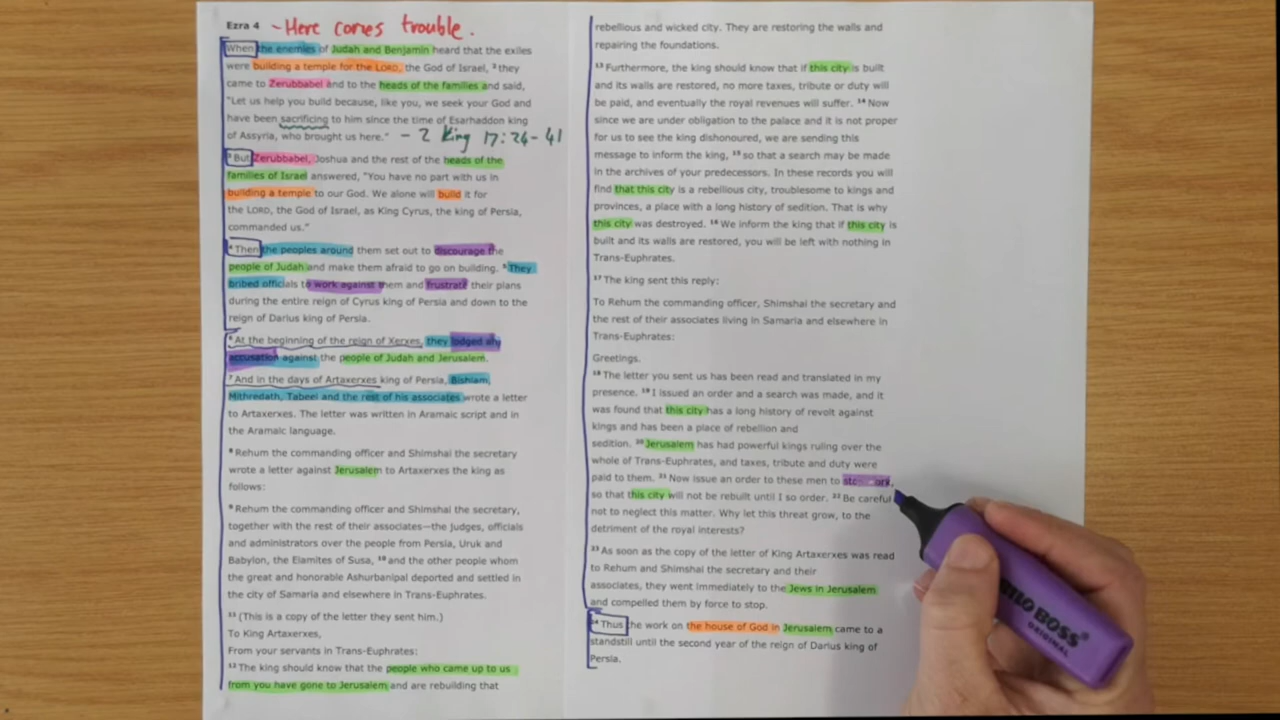 Ezra 4 - Here comes trouble.
When the enemies of Judah and Benjamin heard that the exiles
were building a temple for the LORD, the God of Israel, ² they
came to Zerubbabel and to the heads of the families and said,
"Let us help you build because, like you, we seek your God and
have been sacrificing to him since the time of Esarhaddon king
of Assyria, who brought us here." - 2 King 17:24-41
³ But Zerubbabel, Joshua and the rest of the heads of the
families of Israel answered, "You have no part with us in
building a temple to our God. We alone will build it for
the LORD, the God of Israel, as King Cyrus, the king of Persia,
commanded us."
⁴ Then the peoples around them set out to discourage the
people of Judah and make them afraid to go on building. ⁵ They
bribed officials to work against them and frustrate their plans
during the entire reign of Cyrus king of Persia and down to the
reign of Darius king of Persia.
⁶ At the beginning of the reign of Xerxes, they lodged an
accusation against the people of Judah and Jerusalem.
⁷ And in the days of Artaxerxes king of Persia, Bishlam,
Mithredath, Tabeel and the rest of his associates wrote a letter
to Artaxerxes. The letter was written in Aramaic script and in
the Aramaic language.
⁸ Rehum the commanding officer and Shimshai the secretary
wrote a letter against Jerusalem to Artaxerxes the king as
follows:
⁹ Rehum the commanding officer and Shimshai the secretary,
together with the rest of their associates—the judges, officials
and administrators over the people from Persia, Uruk and
Babylon, the Elamites of Susa, ¹⁰ and the other people whom
the great and honorable Ashurbanipal deported and settled in
the city of Samaria and elsewhere in Trans-Euphrates.
¹¹ (This is a copy of the letter they sent him.)
To King Artaxerxes,
From your servants in Trans-Euphrates:
¹² The king should know that the people who came up to us
from you have gone to Jerusalem and are rebuilding that
rebellious and wicked city. They are restoring the walls and
repairing the foundations.
¹³ Furthermore, the king should know that if this city is built
and its walls are restored, no more taxes, tribute or duty will
be paid, and eventually the royal revenues will suffer. ¹⁴ Now
since we are under obligation to the palace and it is not proper
for us to see the king dishonoured, we are sending this
message to inform the king, ¹⁵ so that a search may be made
in the archives of your predecessors. In these records you will
find that this city is a rebellious city, troublesome to kings and
provinces, a place with a long history of sedition. That is why
this city was destroyed. ¹⁶ We inform the king that if this city is
built and its walls are restored, you will be left with nothing in
Trans-Euphrates.
¹⁷ The king sent this reply:
To Rehum the commanding officer, Shimshai the secretary and
the rest of their associates living in Samaria and elsewhere in
Trans-Euphrates:
Greetings.
¹⁸ The letter you sent us has been read and translated in my
presence. ¹⁹ I issued an order and a search was made, and it
was found that this city has a long history of revolt against
kings and has been a place of rebellion and
sedition. ²⁰ Jerusalem has had powerful kings ruling over the
whole of Trans-Euphrates, and taxes, tribute and duty were
paid to them. ²¹ Now issue an order to these men to stop work,
so that this city will not be rebuilt until I so order. ²² Be careful
not to neglect this matter. Why let this threat grow, to the
detriment of the royal interests?
²³ As soon as the copy of the letter of King Artaxerxes was read
to Rehum and Shimshai the secretary and their
associates, they went immediately to the Jews in Jerusalem
and compelled them by force to stop.
²⁴ Thus the work on the house of God in Jerusalem came to a
standstill until the second year of the reign of Darius king of
Persia.
BOSS
ORIGINAL